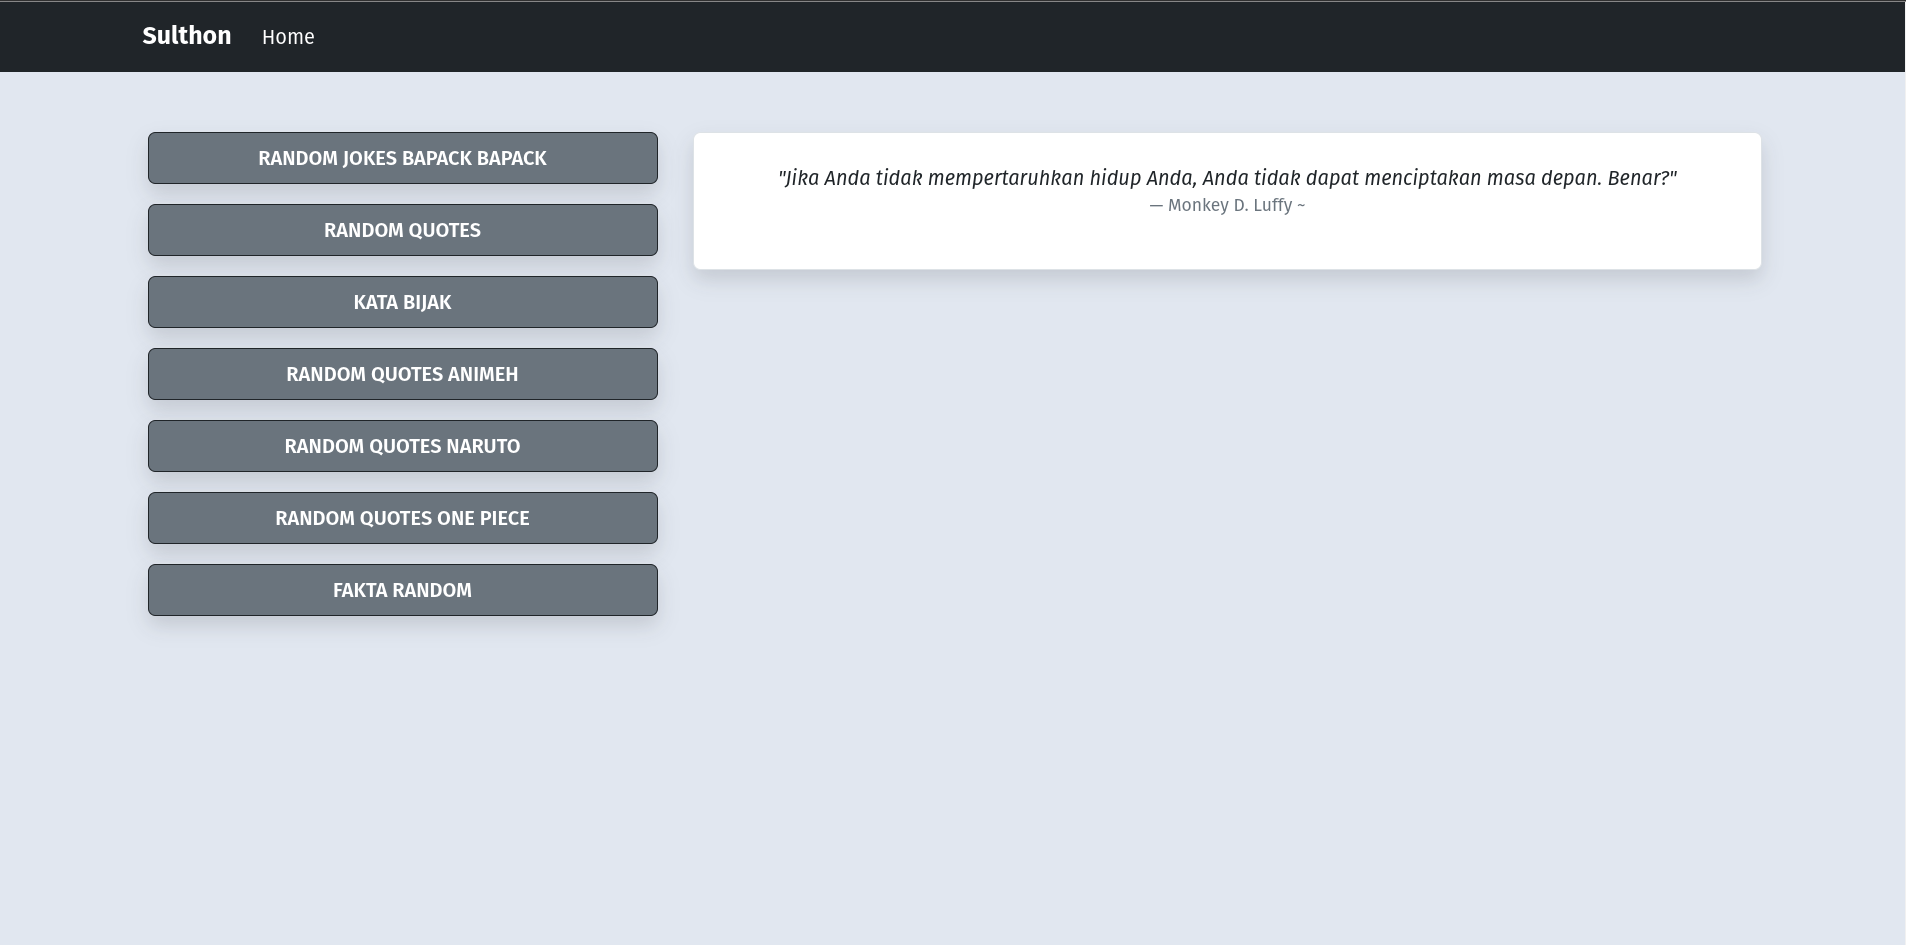 Sulthon Home
RANDOM JOKES BAPACK BAPACK
RANDOM QUOTES
KATA BIJAK
RANDOM QUOTES ANIMEH
RANDOM QUOTES NARUTO
RANDOM QUOTES ONE PIECE
FAKTA RANDOM
"Jika Anda tidak mempertaruhkan hidup Anda, Anda tidak dapat menciptakan masa depan. Benar?"
— Monkey D. Luffy ~